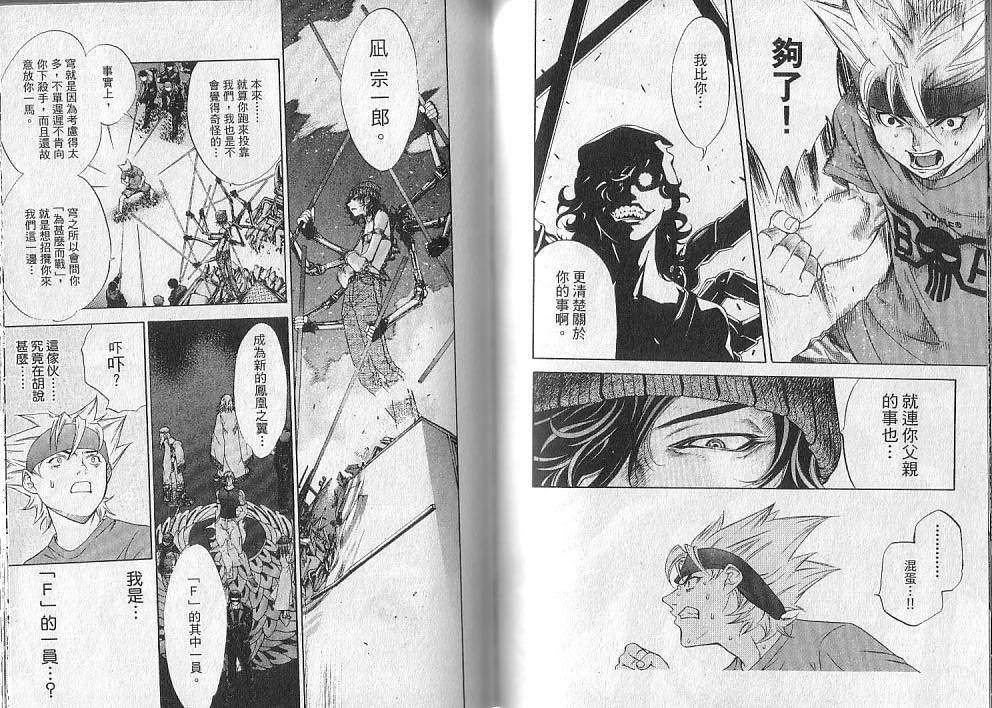 夠了！
我比你…
更清楚關於
你的事啊。
就連你父親
的事也…
…………
混蛋…!!
凪 宗一郎。
本來……
就算你跑來投靠
我們，我也是不
會覺得奇怪的…
事實上，
穹就是因為考慮得太
多，不單遲遲不肯向
你下殺手，而且還故
意放你一馬。
穹之所以會問你
「為甚麼而戰」，
就是想招攬你來
我們這一邊…
成為新的鳳凰之翼…
吓吓？
這傢伙……
究竟在胡說
甚麼……
「F」的其中一員。
我是…
「F」的一員…？